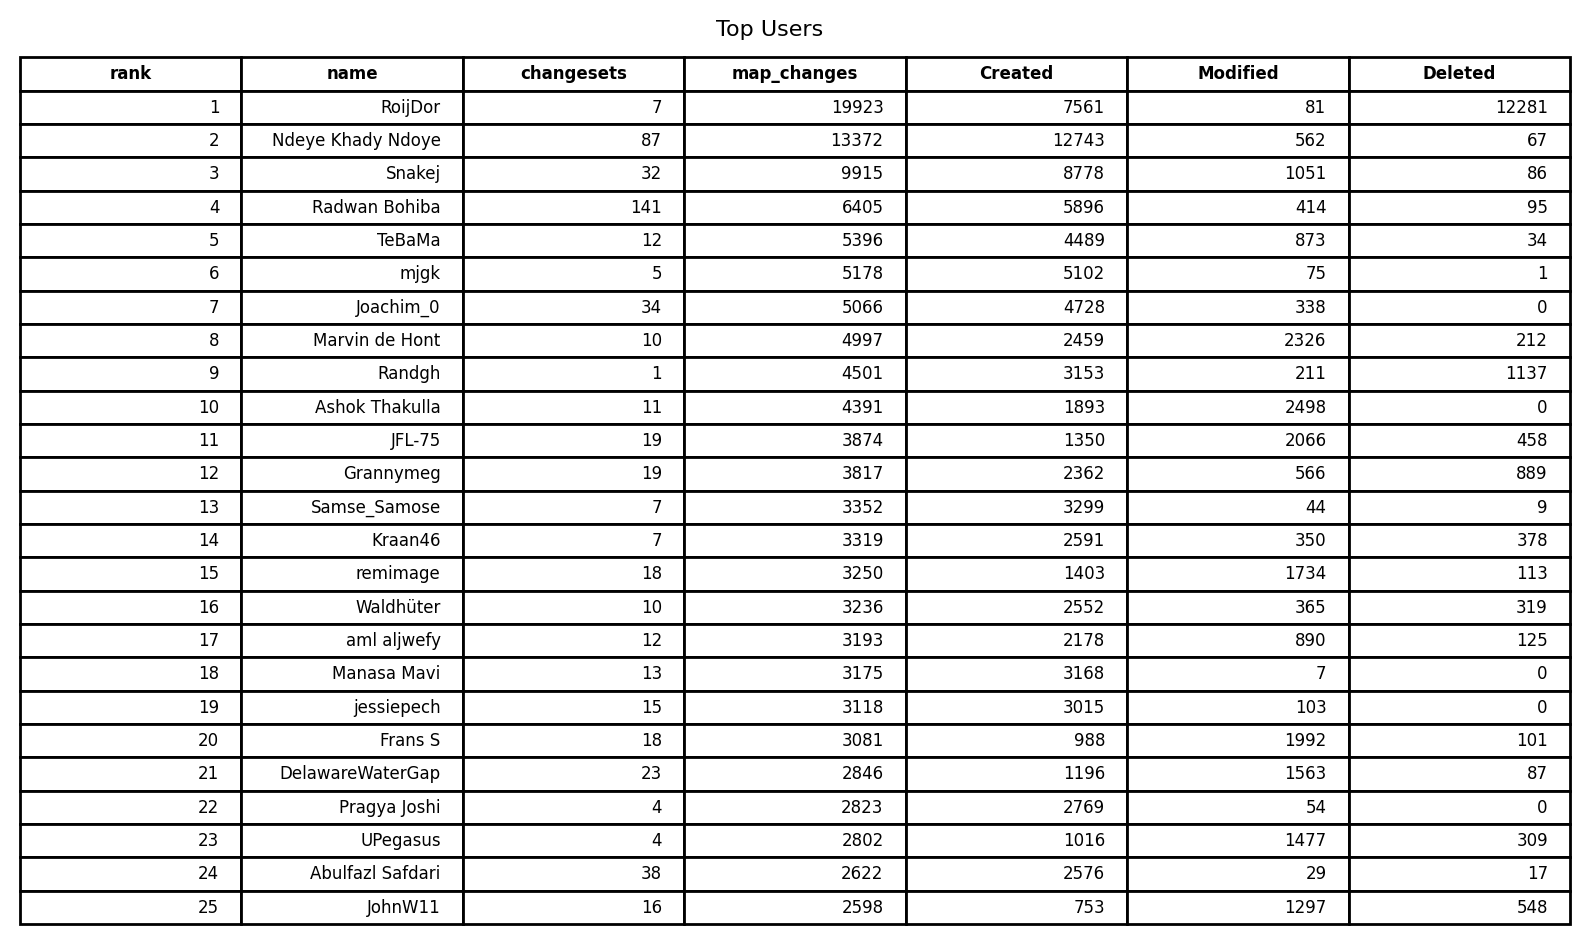 Top Users
rank name changesets map_changes Created Modified Deleted
1 RoijDor 7 19923 7561 81 12281
2 Ndeye Khady Ndoye 87 13372 12743 562 67
3 Snakej 32 9915 8778 1051 86
4 Radwan Bohiba 141 6405 5896 414 95
5 TeBaMa 12 5396 4489 873 34
6 mjgk 5 5178 5102 75 1
7 Joachim_0 34 5066 4728 338 0
8 Marvin de Hont 10 4997 2459 2326 212
9 Randgh 1 4501 3153 211 1137
10 Ashok Thakulla 11 4391 1893 2498 0
11 JFL-75 19 3874 1350 2066 458
12 Grannymeg 19 3817 2362 566 889
13 Samse_Samose 7 3352 3299 44 9
14 Kraan46 7 3319 2591 350 378
15 remimage 18 3250 1403 1734 113
16 Waldhüter 10 3236 2552 365 319
17 aml aljwefy 12 3193 2178 890 125
18 Manasa Mavi 13 3175 3168 7 0
19 jessiepech 15 3118 3015 103 0
20 Frans S 18 3081 988 1992 101
21 DelawareWaterGap 23 2846 1196 1563 87
22 Pragya Joshi 4 2823 2769 54 0
23 UPegasus 4 2802 1016 1477 309
24 Abulfazl Safdari 38 2622 2576 29 17
25 JohnW11 16 2598 753 1297 548